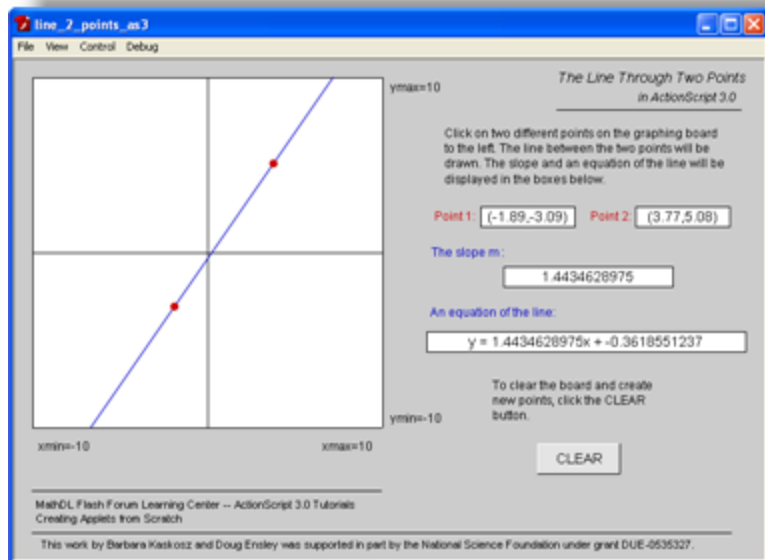 line_2_points_as3
File View Control Debug
ymax=10
The Line Through Two Points
in ActionScript 3.0
Click on two different points on the graphing board
to the left. The line between the two points will be
drawn. The slope and an equation of the line will be
displayed in the boxes below.
Point 1: (-1.89,-3.09) Point 2: (3.77,5.08)
The slope m:
1.4434628975
An equation of the line:
y = 1.4434628975x + -0.3618551237
To clear the board and create
new points, click the CLEAR
button.
ymin=-10
xmin=-10 xmax=10
CLEAR
MathDL Flash Forum Learning Center -- ActionScript 3.0 Tutorials
Creating Applets from Scratch
This work by Barbara Kaskosz and Doug Ensley was supported in part by the National Science Foundation under grant DUE-0535327.